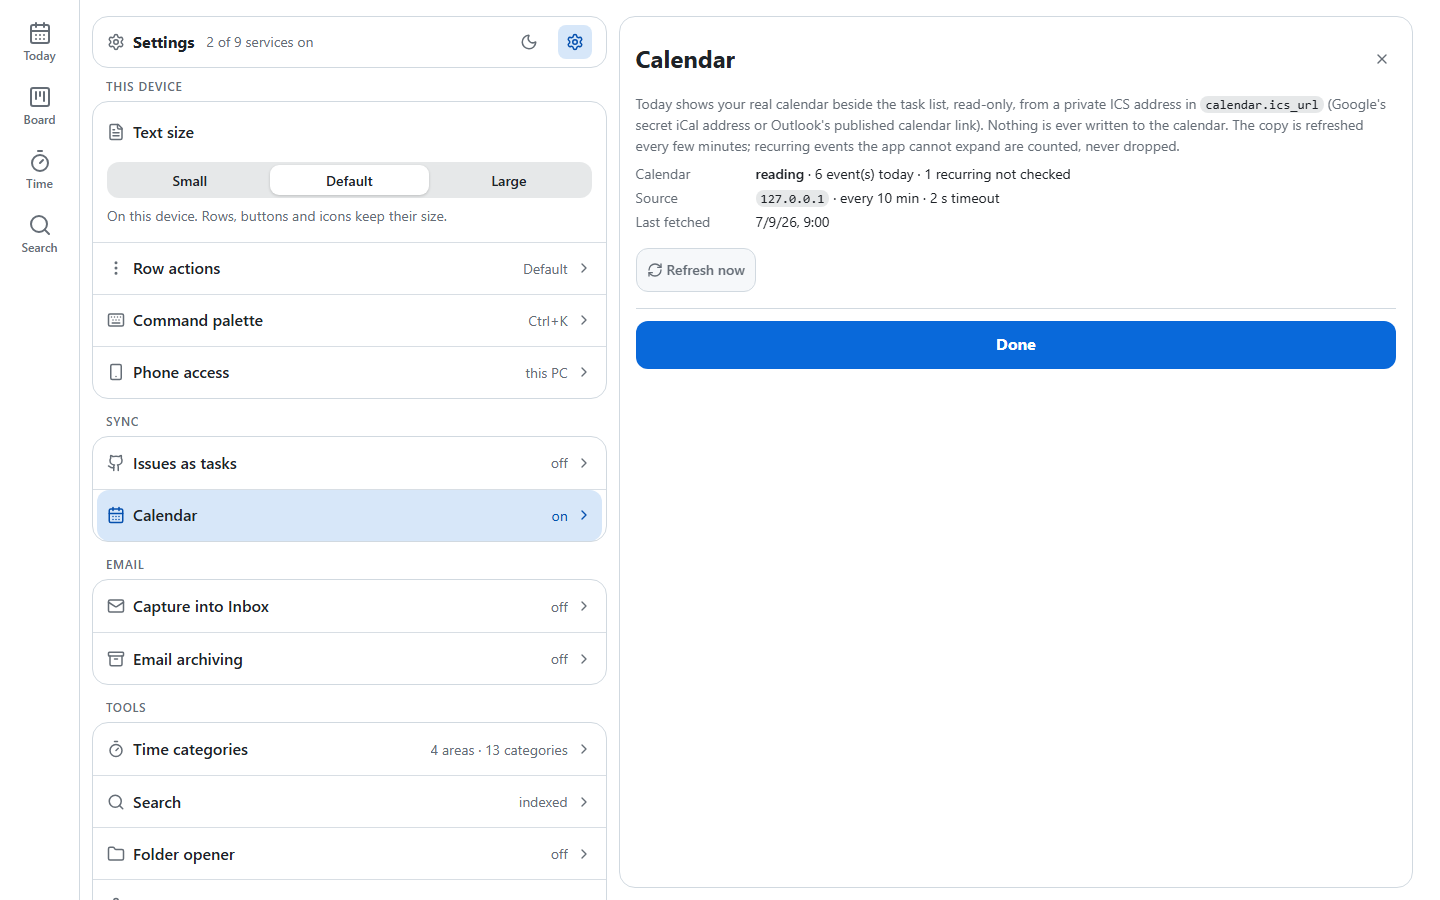 Today
Board
Time
Search
Settings 2 of 9 services on
THIS DEVICE
Text size
Small Default Large
On this device. Rows, buttons and icons keep their size.
Row actions Default
Command palette Ctrl+K
Phone access this PC
SYNC
Issues as tasks off
Calendar on
EMAIL
Capture into Inbox off
Email archiving off
TOOLS
Time categories 4 areas · 13 categories
Search indexed
Folder opener off
Calendar
Today shows your real calendar beside the task list, read-only, from a private ICS address in calendar.ics_url (Google's
secret iCal address or Outlook's published calendar link). Nothing is ever written to the calendar. The copy is refreshed
every few minutes; recurring events the app cannot expand are counted, never dropped.
Calendar reading · 6 event(s) today · 1 recurring not checked
Source 127.0.0.1 · every 10 min · 2 s timeout
Last fetched 7/9/26, 9:00
Refresh now
Done